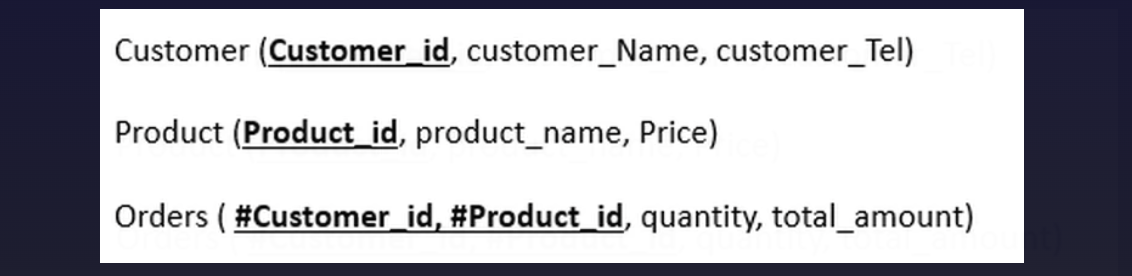 Customer (Customer_id, customer_Name, customer_Tel)
Product (Product_id, product_name, Price)
Orders ( #Customer_id, #Product_id, quantity, total_amount)